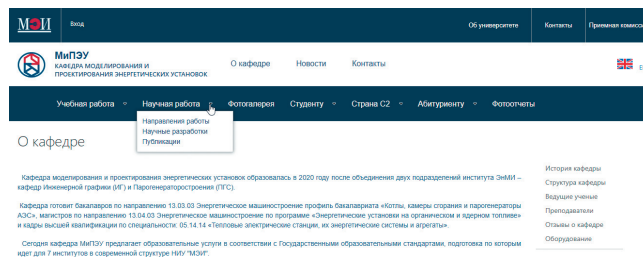 МЭИ Вход Об университете Контакты Приемная
МиПЭУ
КАФЕДРА МОДЕЛИРОВАНИЯ И
ПРОЕКТИРОВАНИЯ ЭНЕРГЕТИЧЕСКИХ УСТАНОВОК
О кафедре Новости Контакты
Учебная работа Научная работа Фотогалерея Студенту Страна С2 Абитуриенту Фотоотчеты
Направления работы
Научные разработки
Публикации
О кафедре
Кафедра моделирования и проектирования энергетических установок образовалась в 2020 году после объединения двух подразделений института ЭнМИ –
кафедр Инженерной графики (ИГ) и Парогенераторостроения (ПГС).
Кафедра готовит бакалавров по направлению 13.03.03 Энергетическое машиностроение профиль бакалавриата «Котлы, камеры сгорания и парогенераторы
АЭС», магистров по направлению 13.04.03 Энергетическое машиностроение по программе «Энергетические установки на органическом и ядерном топливе»
и кадры высшей квалификации по специальности: 05.14.14 «Тепловые электрические станции, их энергетические системы и агрегаты».
Сегодня кафедра МиПЭУ предлагает образовательные услуги в соответствии с Государственными образовательными стандартами, подготовка по которым
идет для 7 институтов в современной структуре НИУ "МЭИ".
История кафедры
Структура кафедры
Ведущие ученые
Преподаватели
Отзывы о кафедре
Оборудование